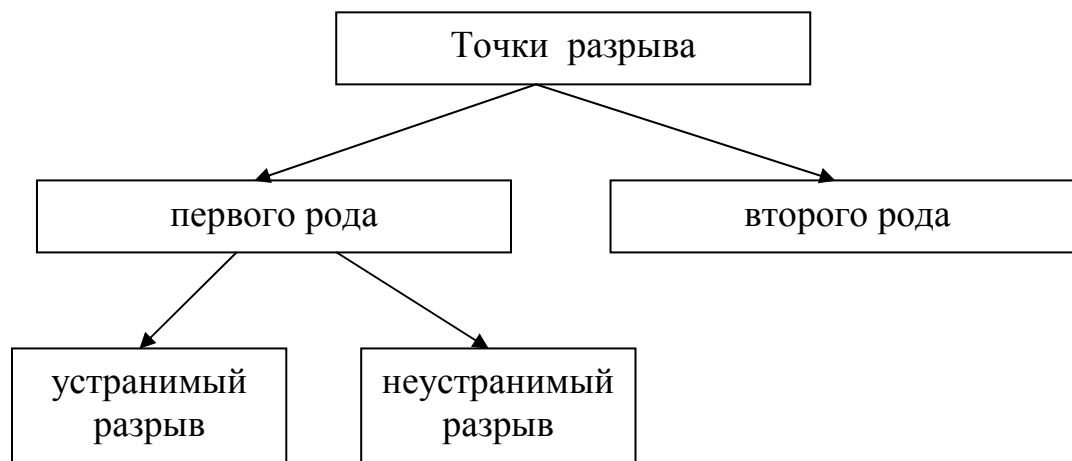 Точки разрыва
первого рода
второго рода
устранимый
разрыв
неустранимый
разрыв